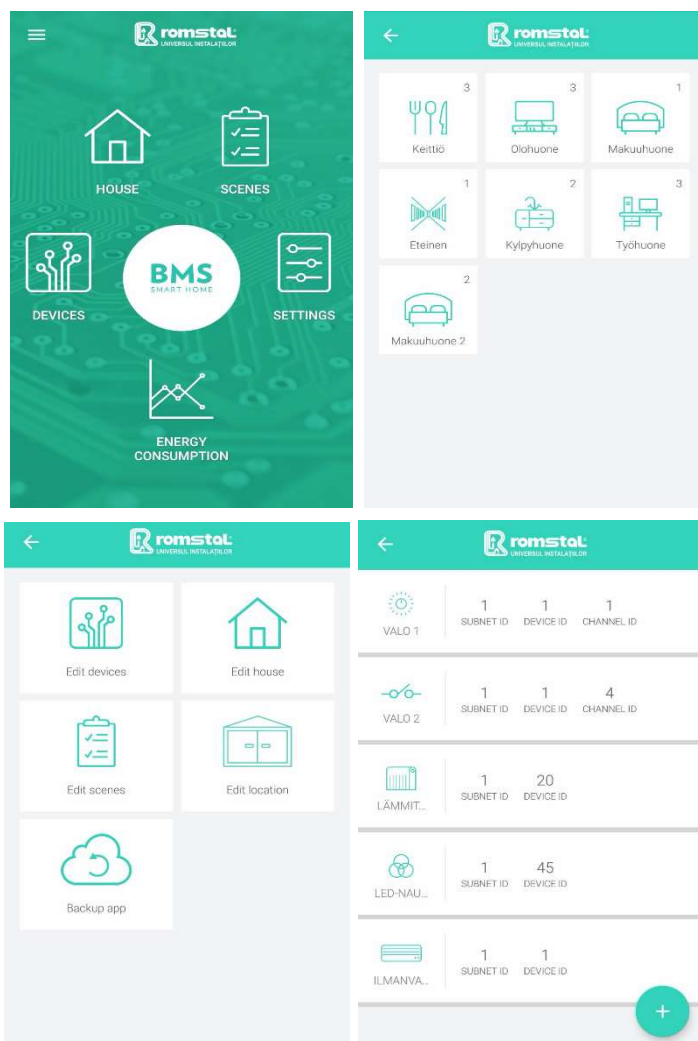 romstal
UNIVERSUL INSTALAȚIILOR
HOUSE
SCENES
DEVICES
BMS
SMART HOME
SETTINGS
ENERGY
CONSUMPTION
romstal
UNIVERSUL INSTALAȚIILOR
3
3
1
Keittiö
Olohuone
Makuuhuone
1
2
3
Eteinen
Kylpyhuone
Työhuone
2
Makuuhuone 2
romstal
UNIVERSUL INSTALAȚIILOR
Edit devices
Edit house
Edit scenes
Edit location
Backup app
romstal
UNIVERSUL INSTALAȚIILOR
1 1 1
VALO 1 SUBNET ID DEVICE ID CHANNEL ID
1 1 4
VALO 2 SUBNET ID DEVICE ID CHANNEL ID
1 20
LÄMMIT... SUBNET ID DEVICE ID
1 45
LED-NAU... SUBNET ID DEVICE ID
1 1
ILMANVA... SUBNET ID DEVICE ID
+